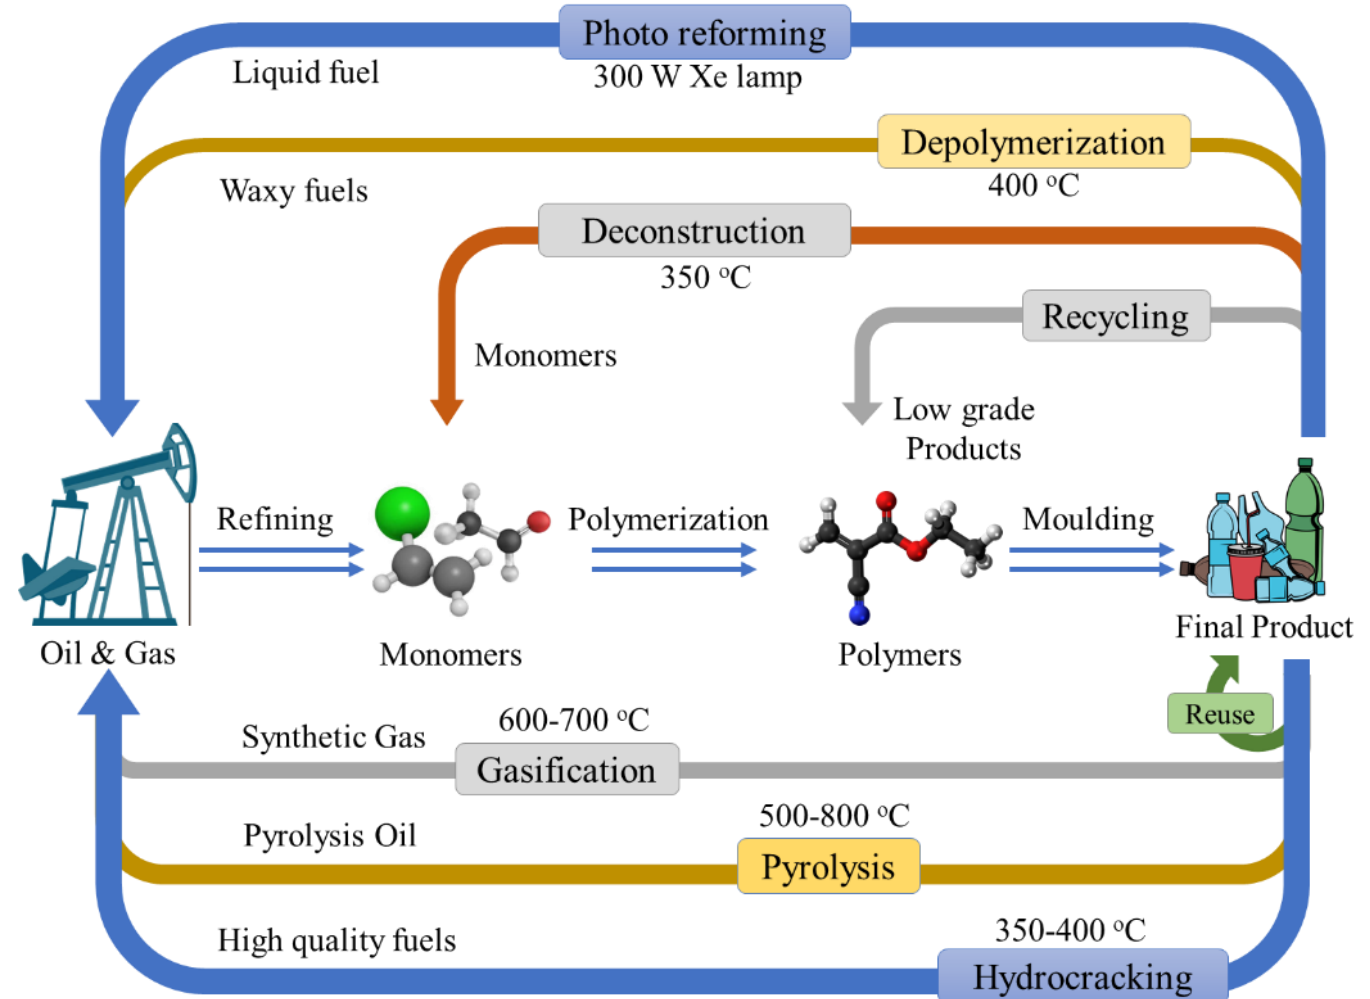 Photo reforming
300 W Xe lamp
Liquid fuel
Depolymerization
400 °C
Waxy fuels
Deconstruction
350 °C
Recycling
Monomers
Low grade
Products
Refining
Polymerization
Moulding
Oil & Gas
Monomers
Polymers
Final Product
Reuse
600-700 °C
Synthetic Gas
Gasification
500-800 °C
Pyrolysis Oil
Pyrolysis
350-400 °C
High quality fuels
Hydrocracking